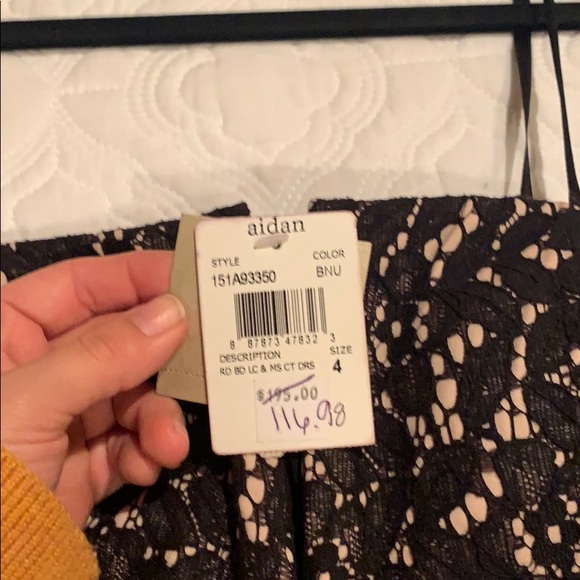 aidan
STYLE COLOR
151A93350 BNU
8 87873 47832 3
DESCRIPTION SIZE
RD BD LC & MS CT DRS 4
$195.00
116.98